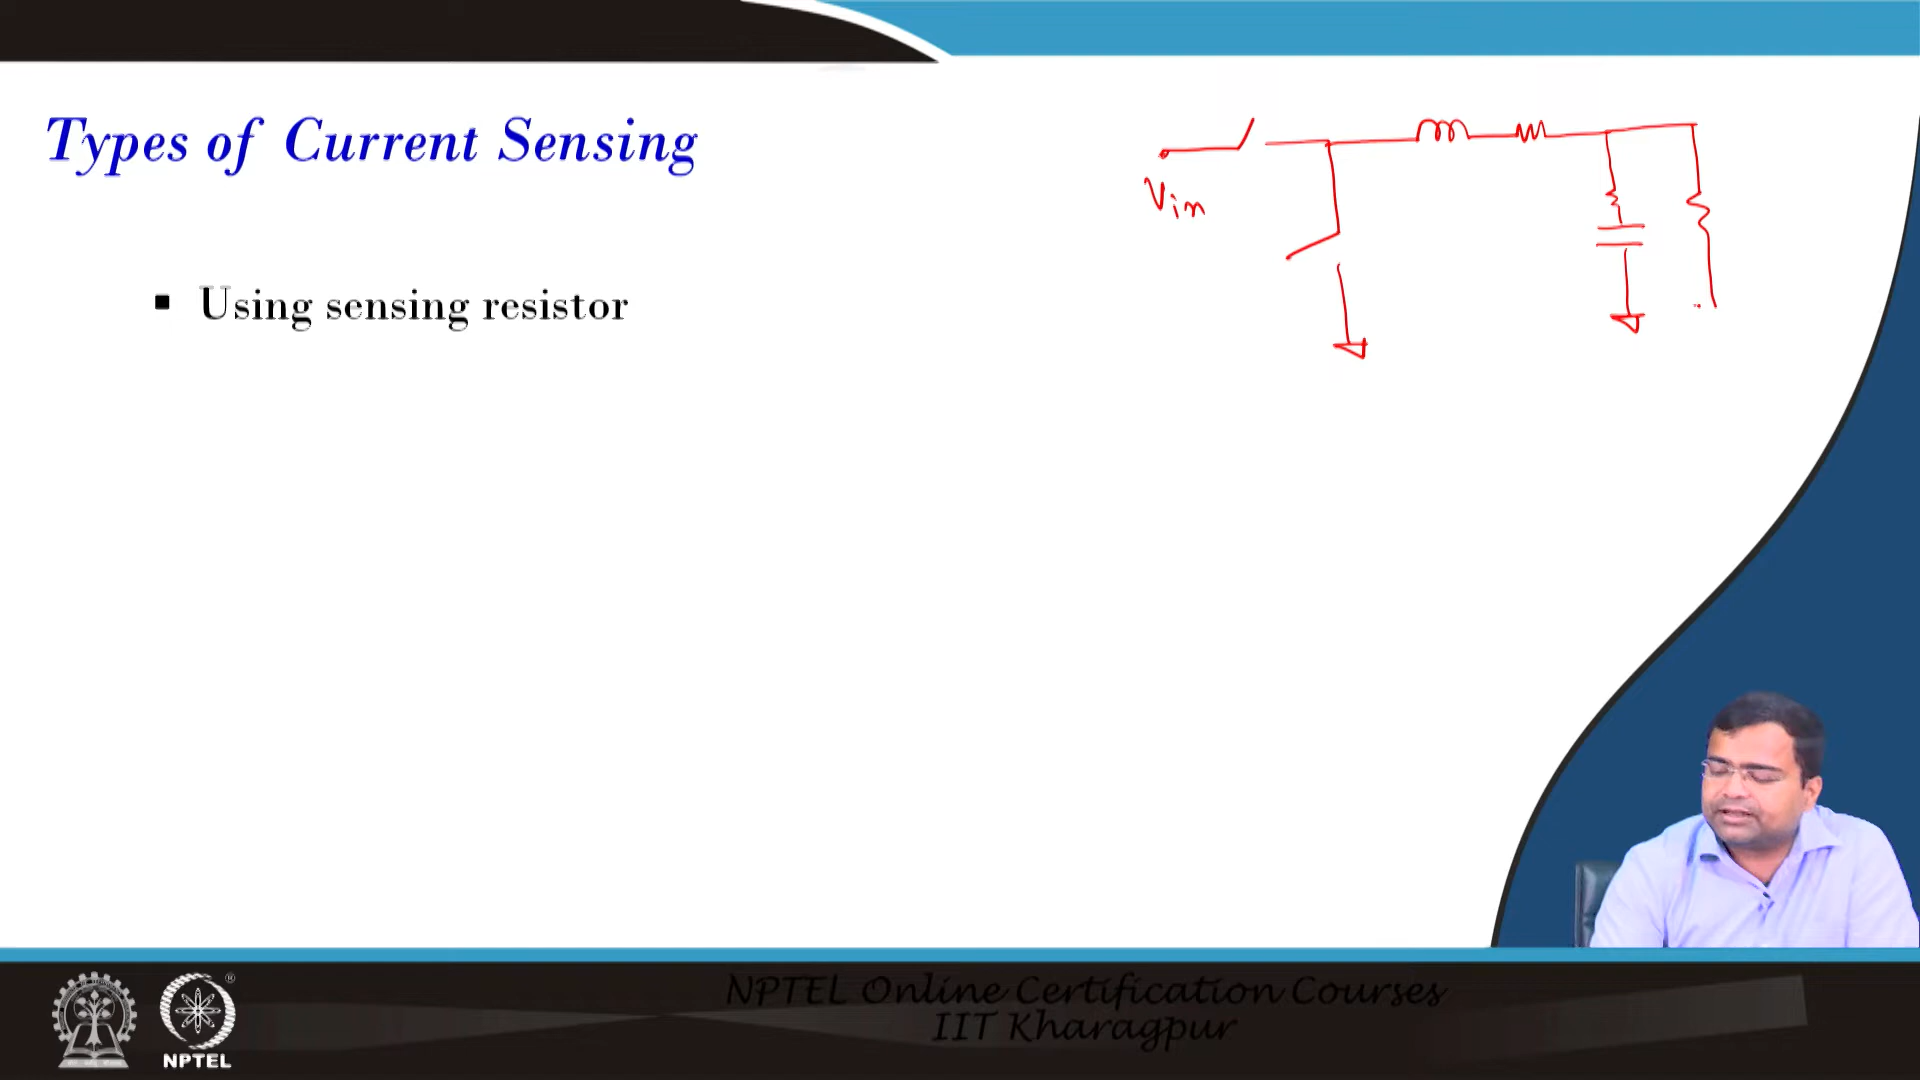 Types of Current Sensing
Vin
▪ Using sensing resistor
NPTEL Online Certification Courses
IIT Kharagpur
®
NPTEL